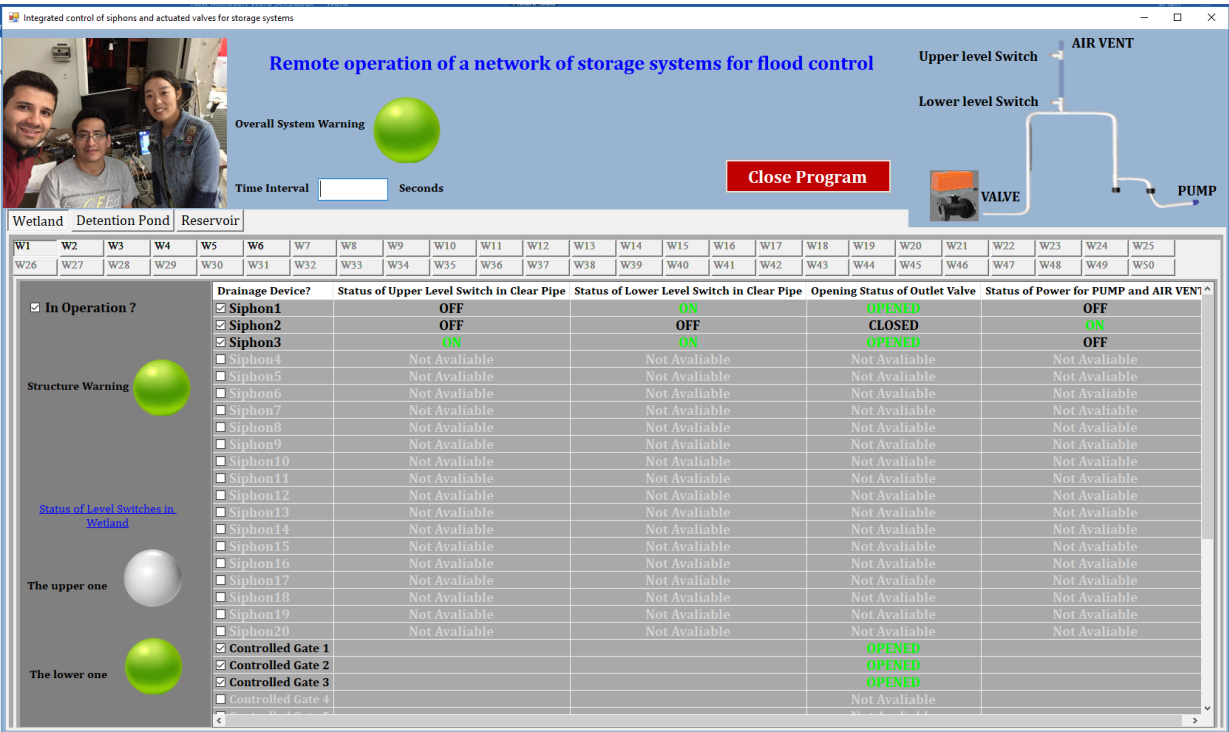 Integrated control of siphons and actuated valves for storage systems
Remote operation of a network of storage systems for flood control
Overall System Warning
Time Interval Seconds
Close Program
AIR VENT
Upper level Switch
Lower level Switch
VALVE
PUMP
Wetland Detention Pond Reservoir
W1 W2 W3 W4 W5 W6 W7 W8 W9 W10 W11 W12 W13 W14 W15 W16 W17 W18 W19 W20 W21 W22 W23 W24 W25
W26 W27 W28 W29 W30 W31 W32 W33 W34 W35 W36 W37 W38 W39 W40 W41 W42 W43 W44 W45 W46 W47 W48 W49 W50
In Operation ?
Structure Warning
Status of Level Switches in
Wetland
The upper one
The lower one
Drainage Device? Status of Upper Level Switch in Clear Pipe Status of Lower Level Switch in Clear Pipe Opening Status of Outlet Valve Status of Power for PUMP and AIR VENT
Siphon1 OFF ON OPENED OFF
Siphon2 OFF OFF CLOSED ON
Siphon3 ON ON OPENED OFF
Siphon4 Not Avaliable Not Avaliable Not Avaliable Not Avaliable
Siphon5 Not Avaliable Not Avaliable Not Avaliable Not Avaliable
Siphon6 Not Avaliable Not Avaliable Not Avaliable Not Avaliable
Siphon7 Not Avaliable Not Avaliable Not Avaliable Not Avaliable
Siphon8 Not Avaliable Not Avaliable Not Avaliable Not Avaliable
Siphon9 Not Avaliable Not Avaliable Not Avaliable Not Avaliable
Siphon10 Not Avaliable Not Avaliable Not Avaliable Not Avaliable
Siphon11 Not Avaliable Not Avaliable Not Avaliable Not Avaliable
Siphon12 Not Avaliable Not Avaliable Not Avaliable Not Avaliable
Siphon13 Not Avaliable Not Avaliable Not Avaliable Not Avaliable
Siphon14 Not Avaliable Not Avaliable Not Avaliable Not Avaliable
Siphon15 Not Avaliable Not Avaliable Not Avaliable Not Avaliable
Siphon16 Not Avaliable Not Avaliable Not Avaliable Not Avaliable
Siphon17 Not Avaliable Not Avaliable Not Avaliable Not Avaliable
Siphon18 Not Avaliable Not Avaliable Not Avaliable Not Avaliable
Siphon19 Not Avaliable Not Avaliable Not Avaliable Not Avaliable
Siphon20 Not Avaliable Not Avaliable Not Avaliable Not Avaliable
Controlled Gate 1 OPENED
Controlled Gate 2 OPENED
Controlled Gate 3 OPENED
Controlled Gate 4 Not Avaliable